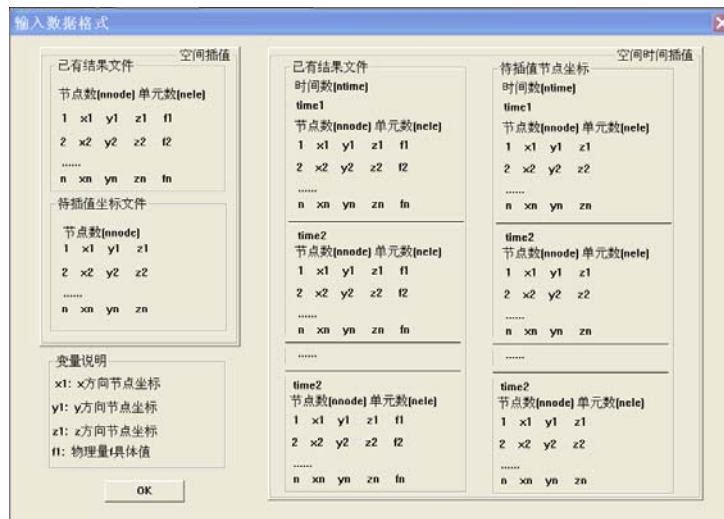 输入数据格式
空间插值
已有结果文件
节点数(nnode) 单元数(nele)
1 x1 y1 z1 f1
2 x2 y2 z2 f2
......
n xn yn zn fn
待插值坐标文件
节点数(nnode)
1 x1 y1 z1
2 x2 y2 z2
......
n xn yn zn
变量说明
x1: x方向节点坐标
y1: y方向节点坐标
z1: z方向节点坐标
f1: 物理量f具体值
OK
空间时间插值
已有结果文件
时间数(ntime)
time1
节点数(nnode) 单元数(nele)
1 x1 y1 z1 f1
2 x2 y2 z2 f2
......
n xn yn zn fn
time2
节点数(nnode) 单元数(nele)
1 x1 y1 z1 f1
2 x2 y2 z2 f2
......
n xn yn zn fn
......
time2
节点数(nnode) 单元数(nele)
1 x1 y1 z1 f1
2 x2 y2 z2 f2
......
n xn yn zn fn
待插值节点坐标
时间数(ntime)
time1
节点数(nnode) 单元数(nele)
1 x1 y1 z1
2 x2 y2 z2
......
n xn yn zn
time2
节点数(nnode) 单元数(nele)
1 x1 y1 z1
2 x2 y2 z2
......
n xn yn zn
......
time2
节点数(nnode) 单元数(nele)
1 x1 y1 z1
2 x2 y2 z2
......
n xn yn zn